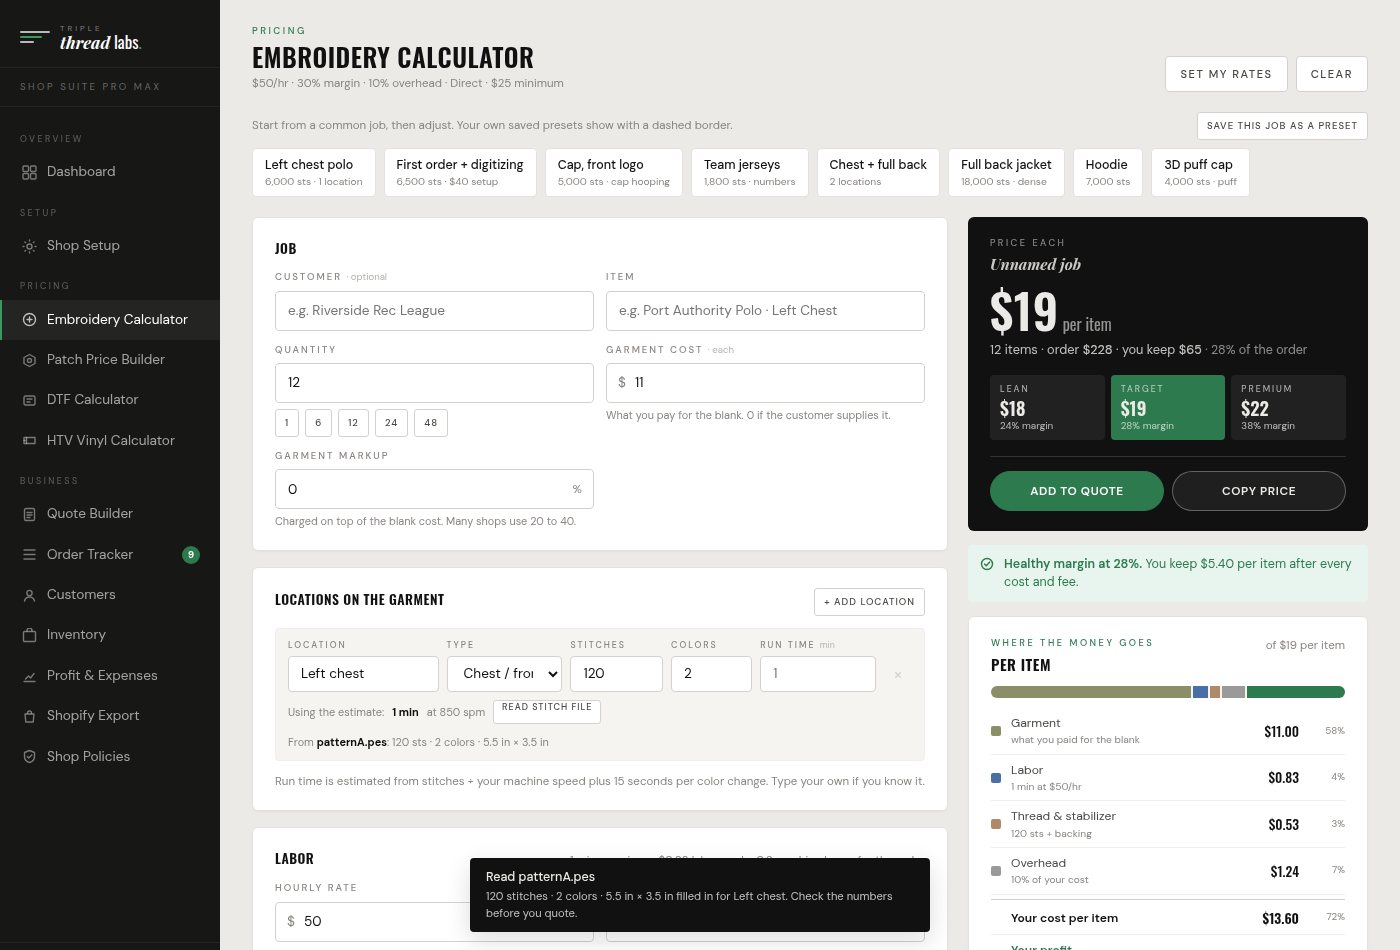 TRIPLE
thread labs.
SHOP SUITE PRO MAX
OVERVIEW
Dashboard
SETUP
Shop Setup
PRICING
Embroidery Calculator
Patch Price Builder
DTF Calculator
HTV Vinyl Calculator
BUSINESS
Quote Builder
Order Tracker 9
Customers
Inventory
Profit & Expenses
Shopify Export
Shop Policies
PRICING
EMBROIDERY CALCULATOR
$50/hr · 30% margin · 10% overhead · Direct · $25 minimum
SET MY RATES
CLEAR
Start from a common job, then adjust. Your own saved presets show with a dashed border.
SAVE THIS JOB AS A PRESET
Left chest polo
6,000 sts · 1 location
First order + digitizing
6,500 sts · $40 setup
Cap, front logo
5,000 sts · cap hooping
Team jerseys
1,800 sts · numbers
Chest + full back
2 locations
Full back jacket
18,000 sts · dense
Hoodie
7,000 sts
3D puff cap
4,000 sts · puff
JOB
CUSTOMER · optional
e.g. Riverside Rec League
ITEM
e.g. Port Authority Polo · Left Chest
QUANTITY
12
1 6 12 24 48
GARMENT COST · each
$ 11
What you pay for the blank. 0 if the customer supplies it.
GARMENT MARKUP
0 %
Charged on top of the blank cost. Many shops use 20 to 40.
LOCATIONS ON THE GARMENT
+ ADD LOCATION
LOCATION TYPE STITCHES COLORS RUN TIME min
Left chest Chest / fror 120 2 1 ×
Using the estimate: 1 min at 850 spm READ STITCH FILE
From patternA.pes: 120 sts · 2 colors · 5.5 in × 3.5 in
Run time is estimated from stitches ÷ your machine speed plus 15 seconds per color change. Type your own if you know it.
LABOR
HOURLY RATE
$ 50
Read patternA.pes
120 stitches · 2 colors · 5.5 in × 3.5 in filled in for Left chest. Check the numbers
before you quote.
PRICE EACH
Unnamed job
$19 per item
12 items · order $228 · you keep $65 · 28% of the order
LEAN
$18
24% margin
TARGET
$19
28% margin
PREMIUM
$22
38% margin
ADD TO QUOTE
COPY PRICE
Healthy margin at 28%. You keep $5.40 per item after every
cost and fee.
WHERE THE MONEY GOES
of $19 per item
PER ITEM
Garment $11.00 58%
what you paid for the blank
Labor $0.83 4%
1 min at $50/hr
Thread & stabilizer $0.53 3%
120 sts + backing
Overhead $1.24 7%
10% of your cost
Your cost per item $13.60 72%
Your profit